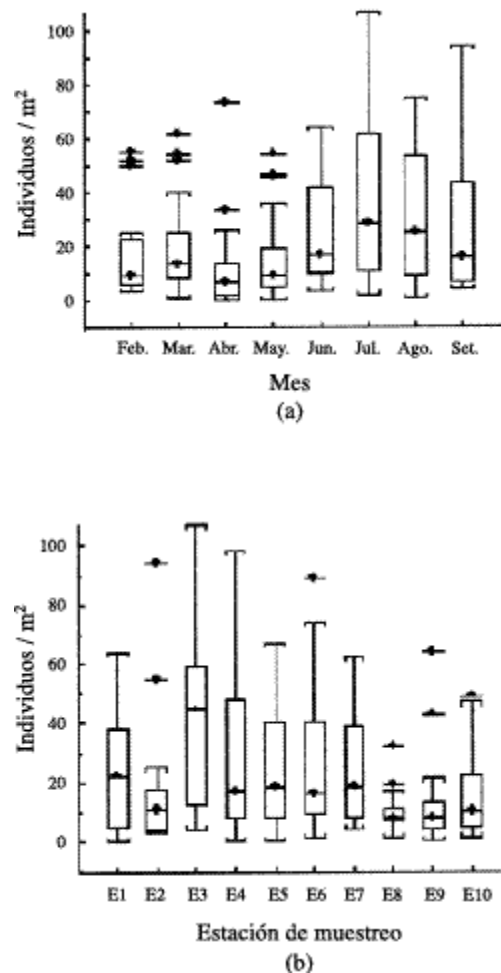 100
80
60
40
20
0
Individuos / m²
Feb. Mar. Abr. May. Jun. Jul. Ago. Set.
Mes
(a)
100
80
60
40
20
0
Individuos / m²
E1 E2 E3 E4 E5 E6 E7 E8 E9 E10
Estación de muestreo
(b)